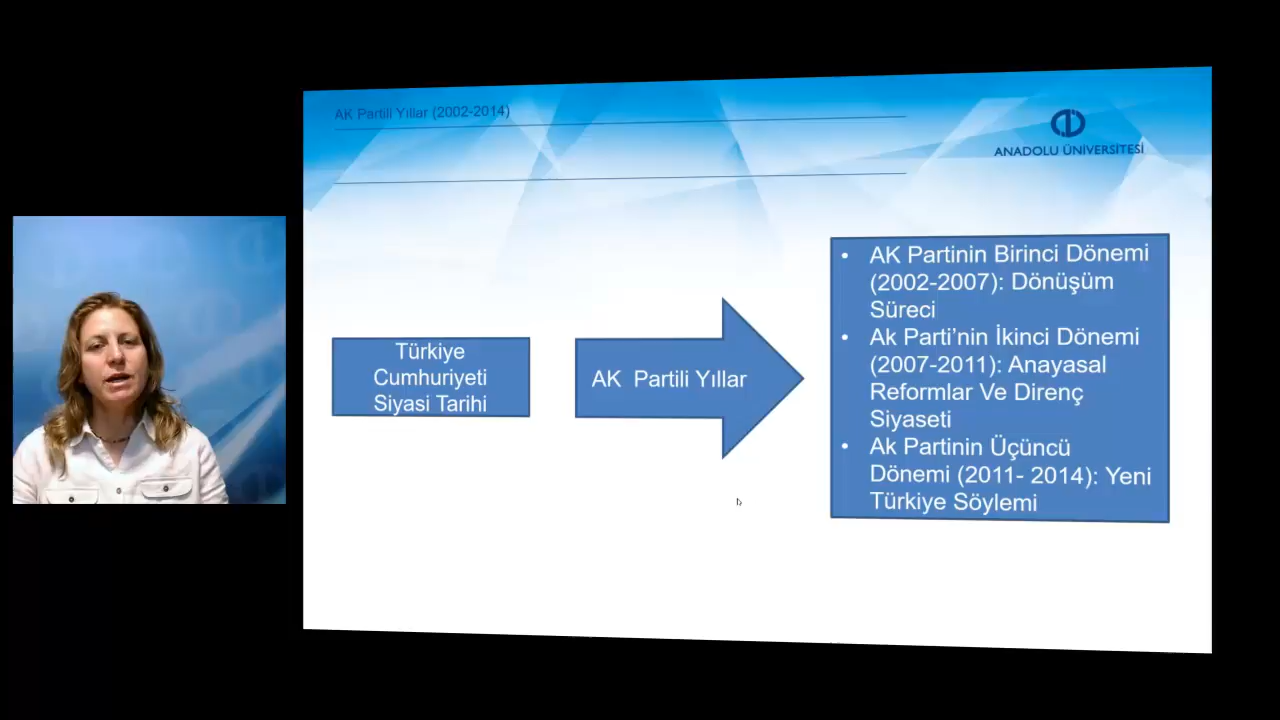 AK Partili Yıllar (2002-2014)
ANADOLU ÜNİVERSİTESİ
Türkiye
Cumhuriyeti
Siyasi Tarihi
AK  Partili Yıllar
• AK Partinin Birinci Dönemi
(2002-2007): Dönüşüm
Süreci
• Ak Parti’nin İkinci Dönemi
(2007-2011): Anayasal
Reformlar Ve Direnç
Siyaseti
• Ak Partinin Üçüncü
Dönemi (2011- 2014): Yeni
Türkiye Söylemi